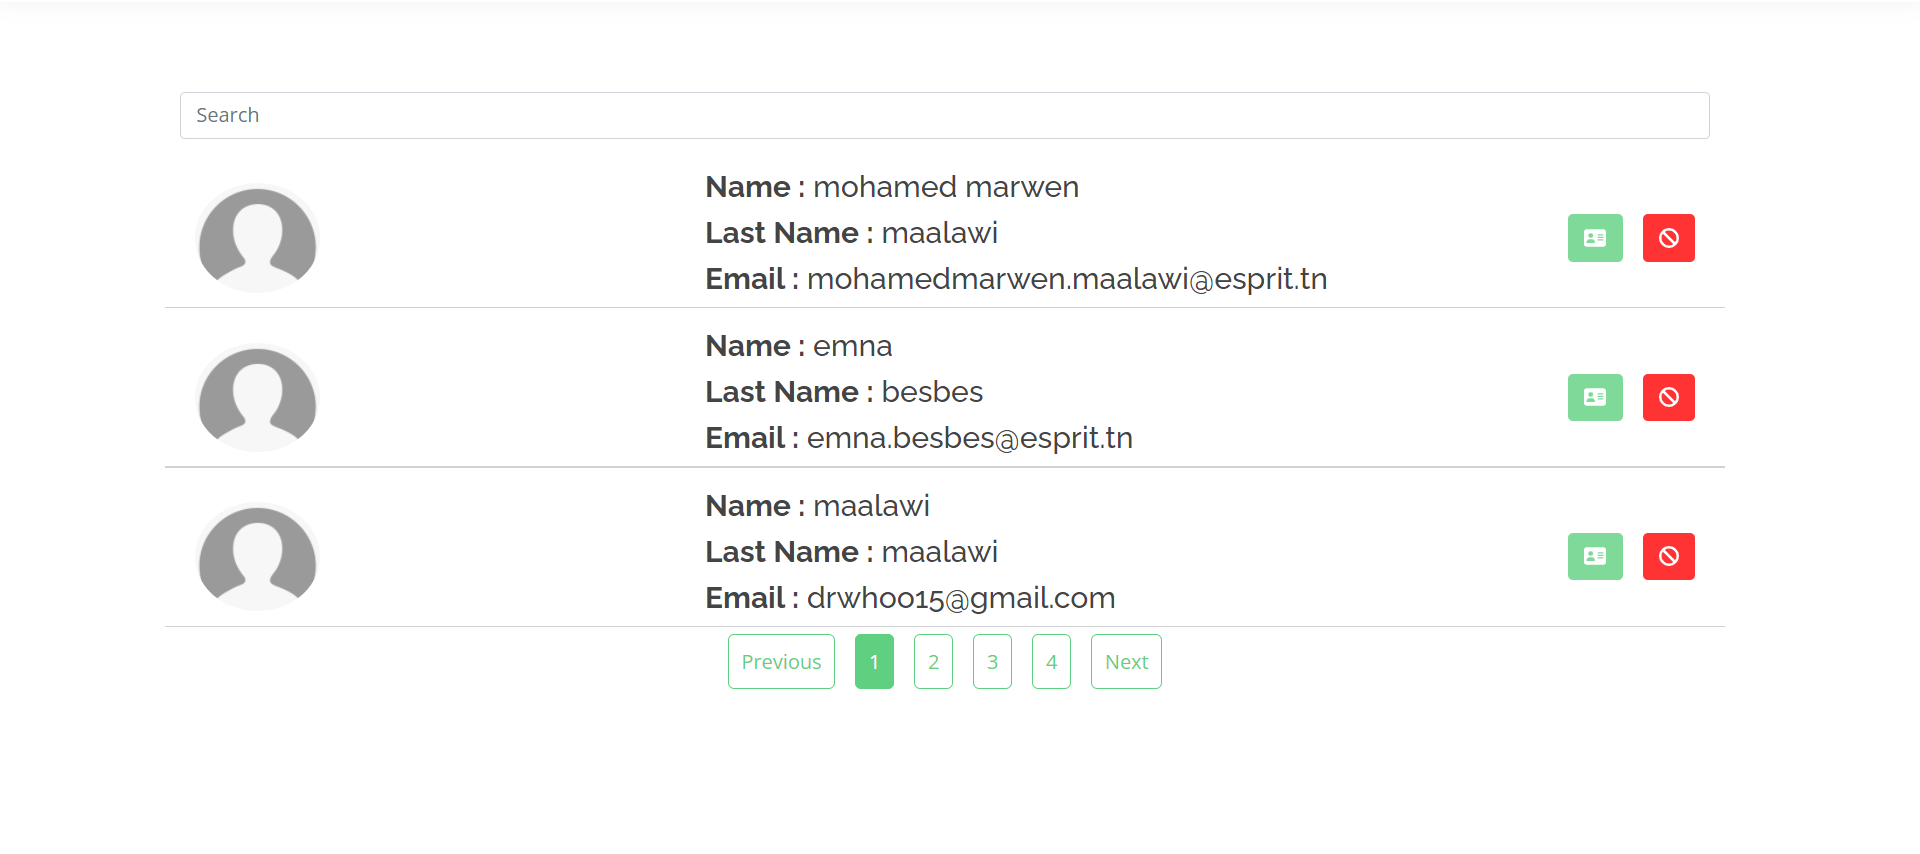 Search
Name : mohamed marwen
Last Name : maalawi
Email : mohamedmarwen.maalawi@esprit.tn
Name : emna
Last Name : besbes
Email : emna.besbes@esprit.tn
Name : maalawi
Last Name : maalawi
Email : drwhoo15@gmail.com
Previous 1 2 3 4 Next